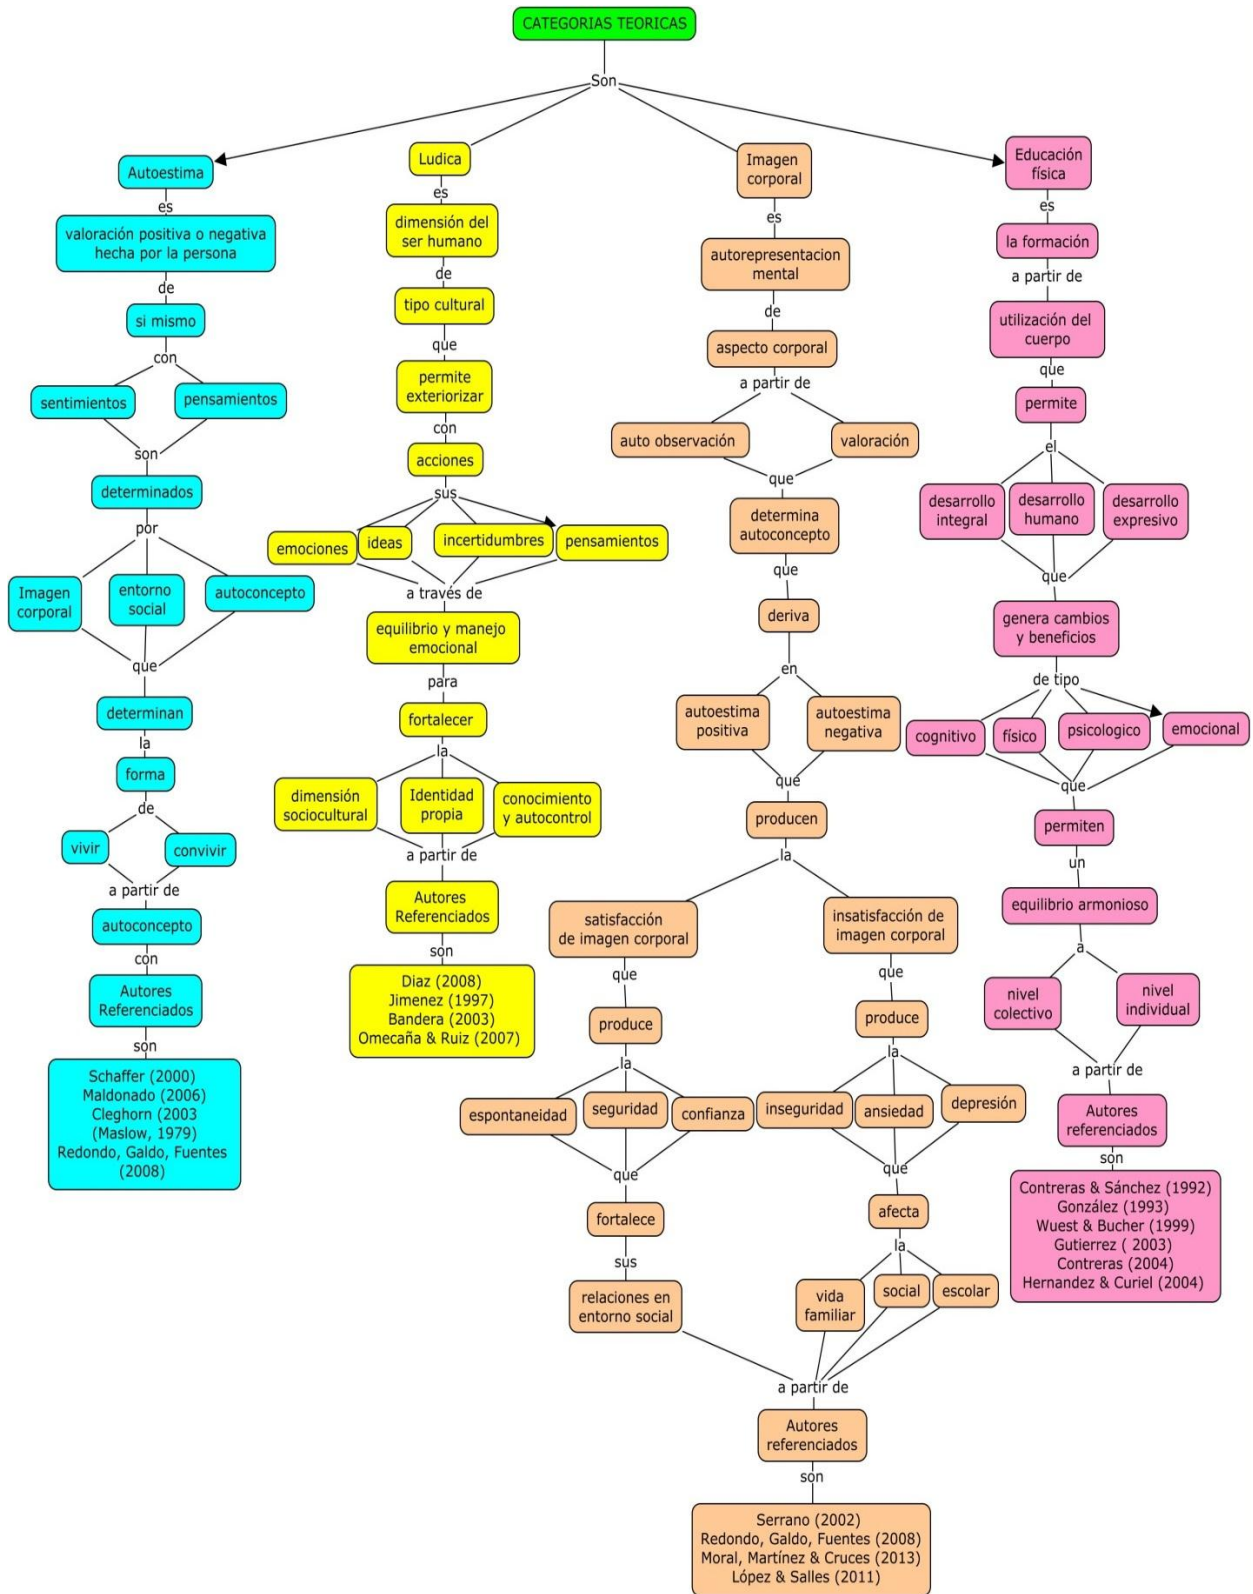 CATEGORIAS TEORICAS
Son
Autoestima
es
valoración positiva o negativa
hecha por la persona
de
si mismo
con
sentimientos
pensamientos
son
determinados
por
Imagen
corporal
entorno
social
autoconcepto
que
determinan
la
forma
de
vivir
convivir
a partir de
autoconcepto
con
Autores
Referenciados
son
Schaffer (2000)
Maldonado (2006)
Cleghorn (2003
(Maslow, 1979)
Redondo, Galdo, Fuentes
(2008)
Ludica
es
dimensión del
ser humano
de
tipo cultural
que
permite
exteriorizar
con
acciones
sus
emociones
ideas
incertidumbres
pensamientos
a través de
equilibrio y manejo
emocional
para
fortalecer
la
dimensión
sociocultural
Identidad
propia
conocimiento
y autocontrol
a partir de
Autores
Referenciados
son
Diaz (2008)
Jimenez (1997)
Bandera (2003)
Omecaña & Ruiz (2007)
Imagen
corporal
es
autorepresentacion
mental
de
aspecto corporal
a partir de
auto observación
valoración
que
determina
autoconcepto
que
deriva
en
autoestima
positiva
autoestima
negativa
que
producen
la
satisfacción
de imagen corporal
que
produce
la
espontaneidad
seguridad
confianza
que
fortalece
sus
relaciones en
entorno social
insatisfacción de
imagen corporal
que
produce
la
inseguridad
ansiedad
depresión
que
afecta
la
vida
familiar
social
escolar
a partir de
Autores
referenciados
son
Serrano (2002)
Redondo, Galdo, Fuentes (2008)
Moral, Martínez & Cruces (2013)
López & Salles (2011)
Educación
física
es
la formación
a partir de
utilización del
cuerpo
que
permite
el
desarrollo
integral
desarrollo
humano
desarrollo
expresivo
que
genera cambios
y beneficios
de tipo
cognitivo
físico
psicologico
emocional
que
permiten
un
equilibrio armonioso
a
nivel
colectivo
nivel
individual
a partir de
Autores
referenciados
son
Contreras & Sánchez (1992)
González (1993)
Wuest & Bucher (1999)
Gutierrez ( 2003)
Contreras (2004)
Hernandez & Curiel (2004)